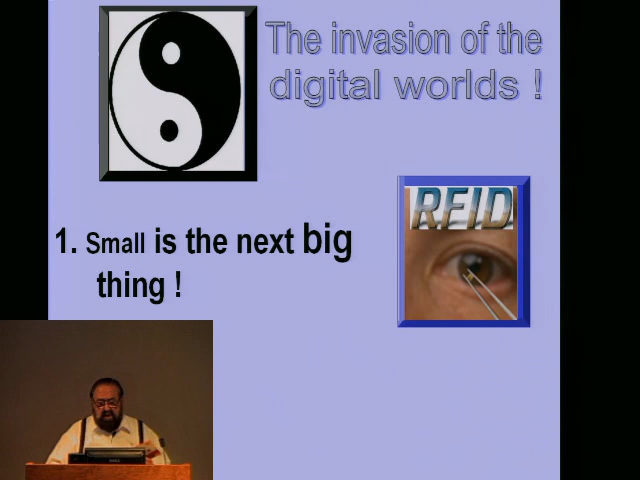 The invasion of the
digital worlds !
RFID
1. Small is the next big
thing !